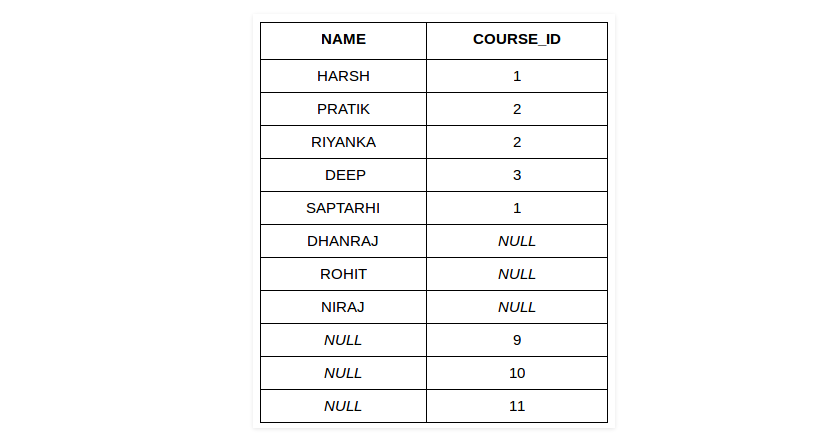 NAME COURSE_ID
HARSH 1
PRATIK 2
RIYANKA 2
DEEP 3
SAPTARHI 1
DHANRAJ NULL
ROHIT NULL
NIRAJ NULL
NULL 9
NULL 10
NULL 11